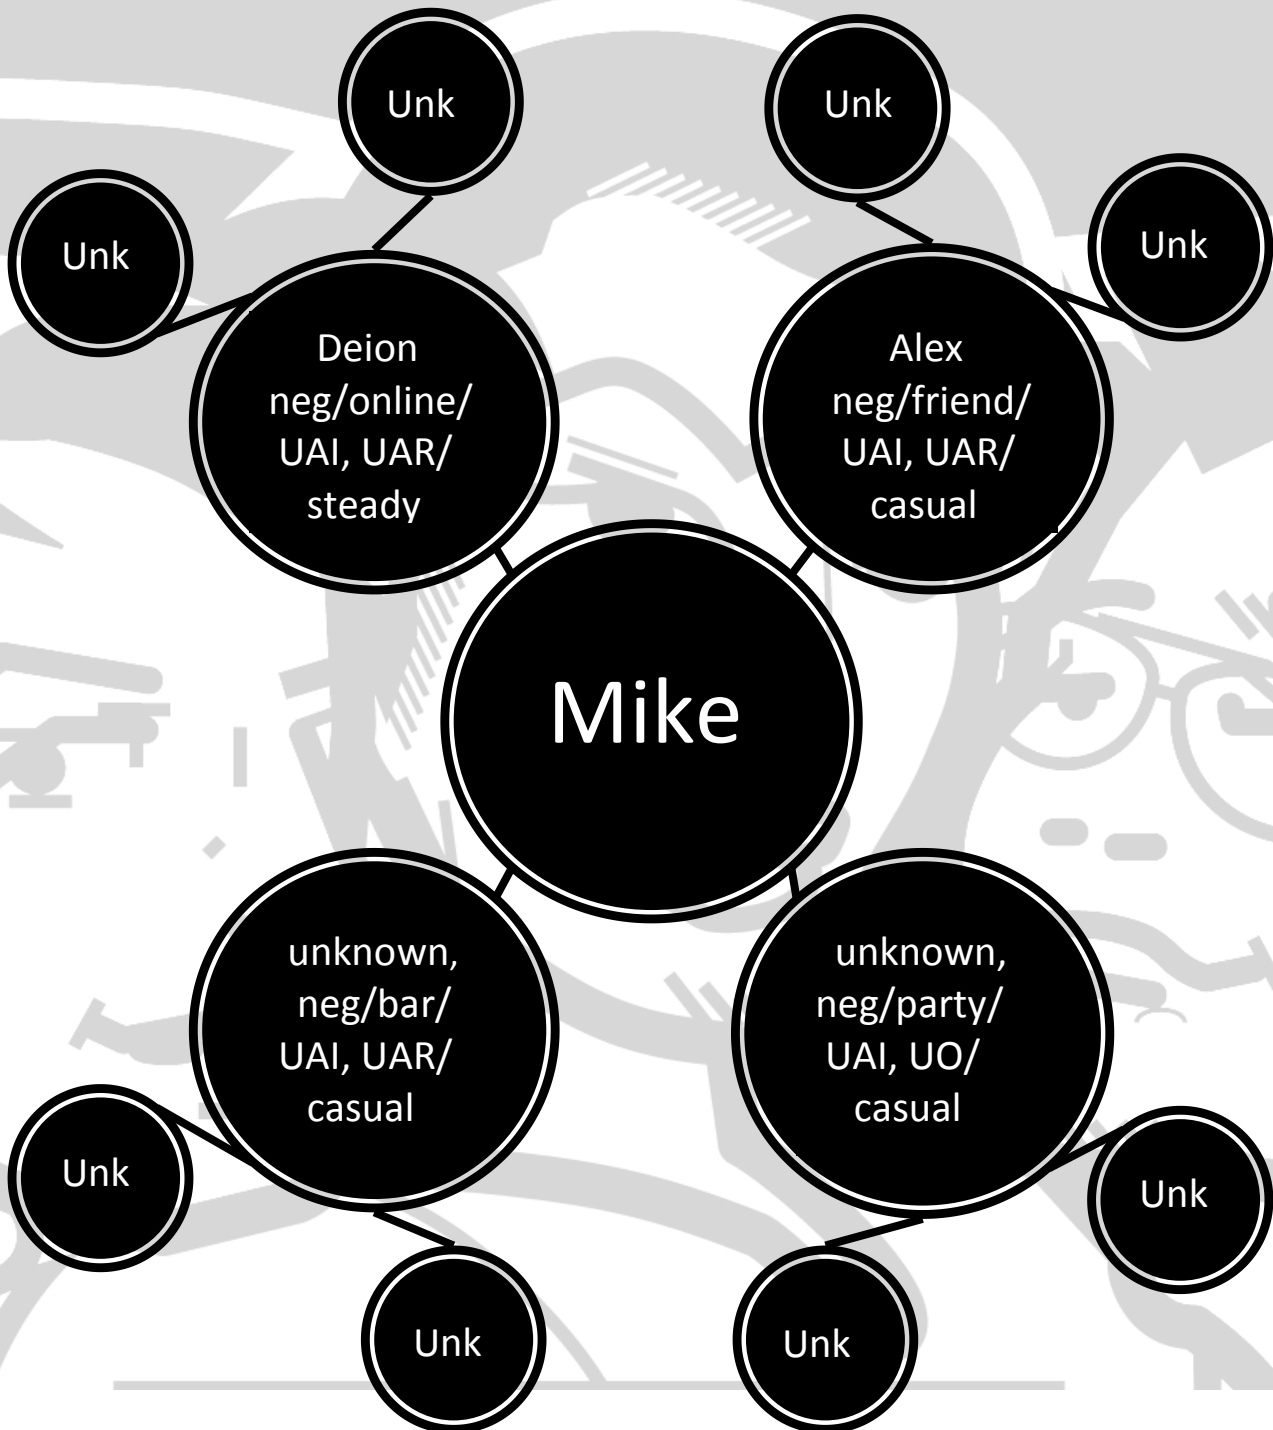 Unk
Unk
Unk
Unk
Deion
neg/online/
UAI, UAR/
steady
Alex
neg/friend/
UAI, UAR/
casual
Mike
unknown,
neg/bar/
UAI, UAR/
casual
unknown,
neg/party/
UAI, UO/
casual
Unk
Unk
Unk
Unk